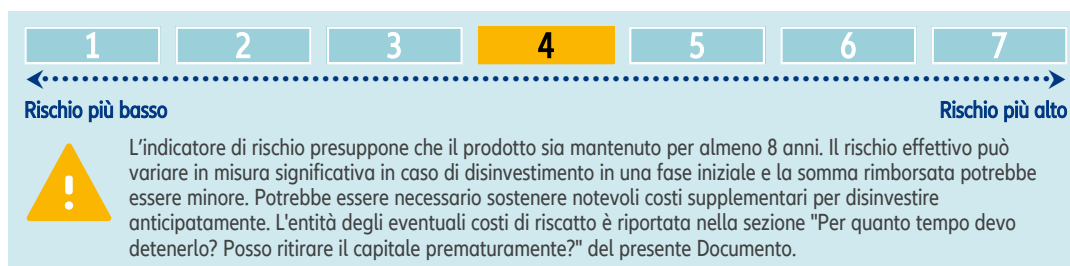 1 2 3 4 5 6 7
Rischio più basso Rischio più alto
L'indicatore di rischio presuppone che il prodotto sia mantenuto per almeno 8 anni. Il rischio effettivo può
variare in misura significativa in caso di disinvestimento in una fase iniziale e la somma rimborsata potrebbe
essere minore. Potrebbe essere necessario sostenere notevoli costi supplementari per disinvestire
anticipatamente. L'entità degli eventuali costi di riscatto è riportata nella sezione "Per quanto tempo devo
detenerlo? Posso ritirare il capitale prematuramente?" del presente Documento.